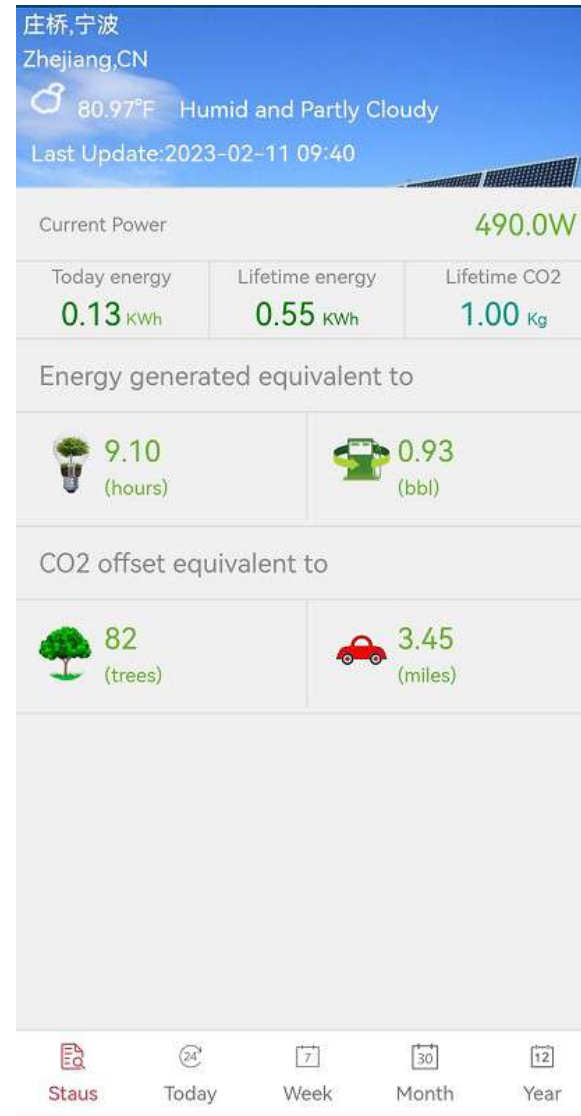 庄桥,宁波
Zhejiang,CN
80.97°F Humid and Partly Cloudy
Last Update:2023-02-11 09:40
Current Power 490.0W
Today energy Lifetime energy Lifetime CO2
0.13 KWh 0.55 KWh 1.00 Kg
Energy generated equivalent to
9.10 0.93
(hours) (bbl)
CO2 offset equivalent to
82 3.45
(trees) (miles)
24 7 30 12
Staus Today Week Month Year